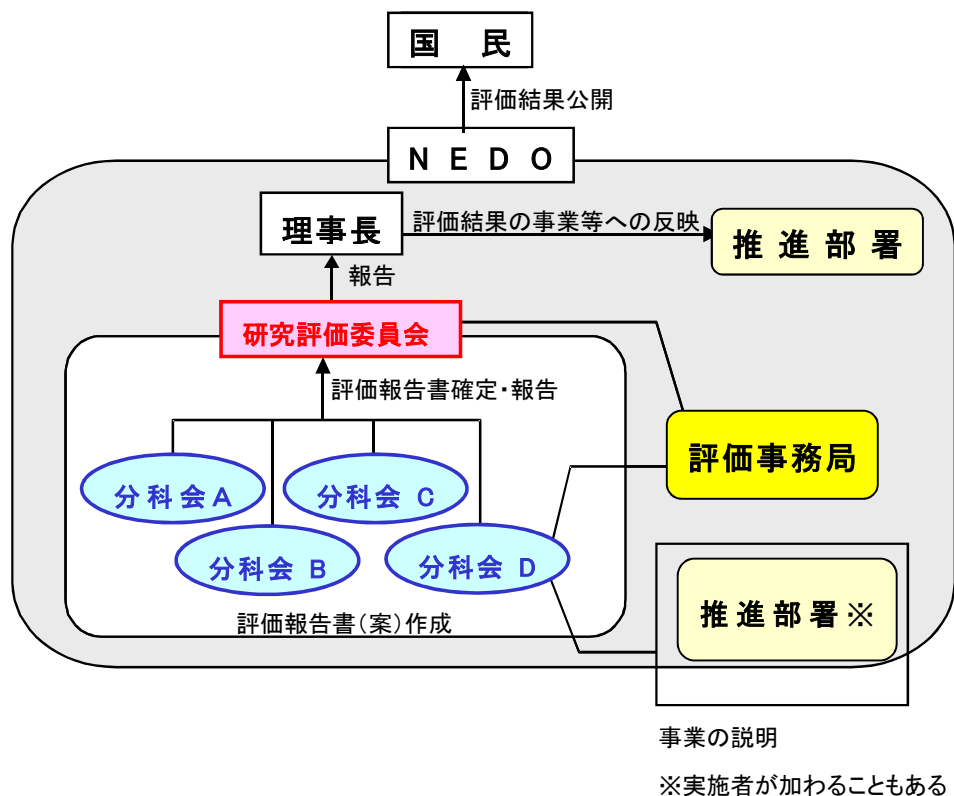 国 民
評価結果公開
N E D O
理事長
評価結果の事業等への反映
推 進 部 署
報告
研究評価委員会
評価報告書確定・報告
評価事務局
分科会 A
分科会 C
分科会 B
分科会 D
推 進 部 署 ※
評価報告書(案)作成
事業の説明
※実施者が加わることもある